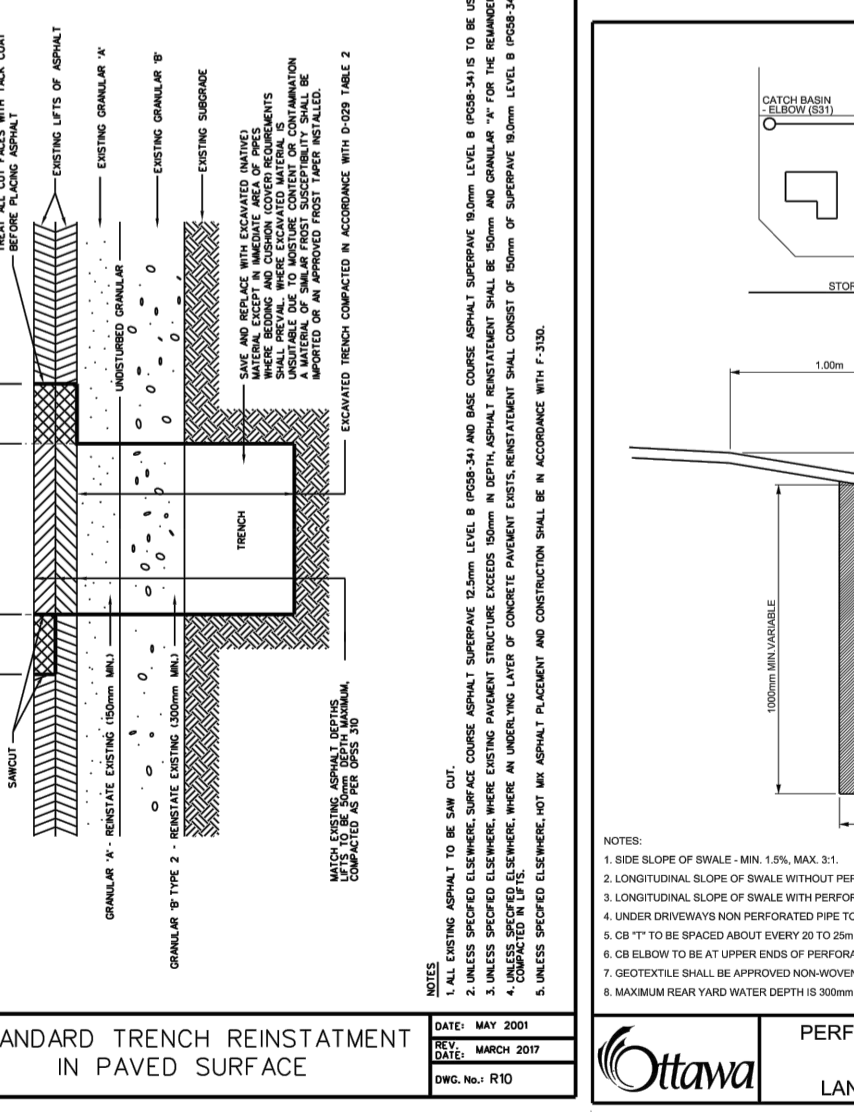 TREAT ALL CUT FACES WITH TACK COAT
BEFORE PLACING ASPHALT
EXISTING LIFTS OF ASPHALT
EXISTING GRANULAR 'A'
EXISTING GRANULAR 'B'
EXISTING SUBGRADE
UNDISTURBED GRANULAR
SAVE AND REPLACE WITH EXCAVATED (NATIVE)
MATERIAL EXCEPT IN IMMEDIATE AREA OF PIPES
WHERE BEDDING AND CUSHION (COVER) REQUIREMENTS
SHALL PREVAIL. WHERE EXCAVATED MATERIAL IS
UNSUITABLE DUE TO MOISTURE CONTENT OR CONTAMINATION
A MATERIAL OF SIMILAR FROST SUSCEPTIBILITY SHALL BE
IMPORTED OR AN APPROVED FROST TAPER INSTALLED.
EXCAVATED TRENCH COMPACTED IN ACCORDANCE WITH D-029 TABLE 2
TRENCH
SAWCUT
GRANULAR 'A' - REINSTATE EXISTING (150mm MIN.)
GRANULAR 'B' TYPE 2 - REINSTATE EXISTING (300mm MIN.)
MATCH EXISTING ASPHALT DEPTHS
LIFTS TO BE 50mm DEPTH MAXIMUM,
COMPACTED AS PER OPSS 310
NOTES
1. ALL EXISTING ASPHALT TO BE SAW CUT.
2. UNLESS SPECIFIED ELSEWHERE, SURFACE COURSE ASPHALT SUPERPAVE 12.5mm LEVEL B (PG58-34) AND BASE COURSE ASPHALT SUPERPAVE 19.0mm LEVEL B (PG58-34) IS TO BE US
3. UNLESS SPECIFIED ELSEWHERE, WHERE EXISTING PAVEMENT STRUCTURE EXCEEDS 150mm IN DEPTH, ASPHALT REINSTATEMENT SHALL BE 150mm AND GRANULAR "A" FOR THE REMAINDE
4. UNLESS SPECIFIED ELSEWHERE, WHERE AN UNDERLYING LAYER OF CONCRETE PAVEMENT EXISTS, REINSTATEMENT SHALL CONSIST OF 150mm OF SUPERPAVE 19.0mm LEVEL B (PG58-34
COMPACTED IN LIFTS.
5. UNLESS SPECIFIED ELSEWHERE, HOT MIX ASPHALT PLACEMENT AND CONSTRUCTION SHALL BE IN ACCORDANCE WITH F-3130.
ANDARD TRENCH REINSTATMENT
IN PAVED SURFACE
DATE: MAY 2001
REV. DATE: MARCH 2017
DWG. No.: R10
CATCH BASIN
- ELBOW (S31)
STOR
1.00m
1000mm MIN.VARIABLE
NOTES:
1. SIDE SLOPE OF SWALE - MIN. 1.5%, MAX. 3:1.
2. LONGITUDINAL SLOPE OF SWALE WITHOUT PER
3. LONGITUDINAL SLOPE OF SWALE WITH PERFOR
4. UNDER DRIVEWAYS NON PERFORATED PIPE TO
5. CB "T" TO BE SPACED ABOUT EVERY 20 TO 25m
6. CB ELBOW TO BE AT UPPER ENDS OF PERFORA
7. GEOTEXTILE SHALL BE APPROVED NON-WOVEN
8. MAXIMUM REAR YARD WATER DEPTH IS 300mm
Ottawa
PERF
LAN